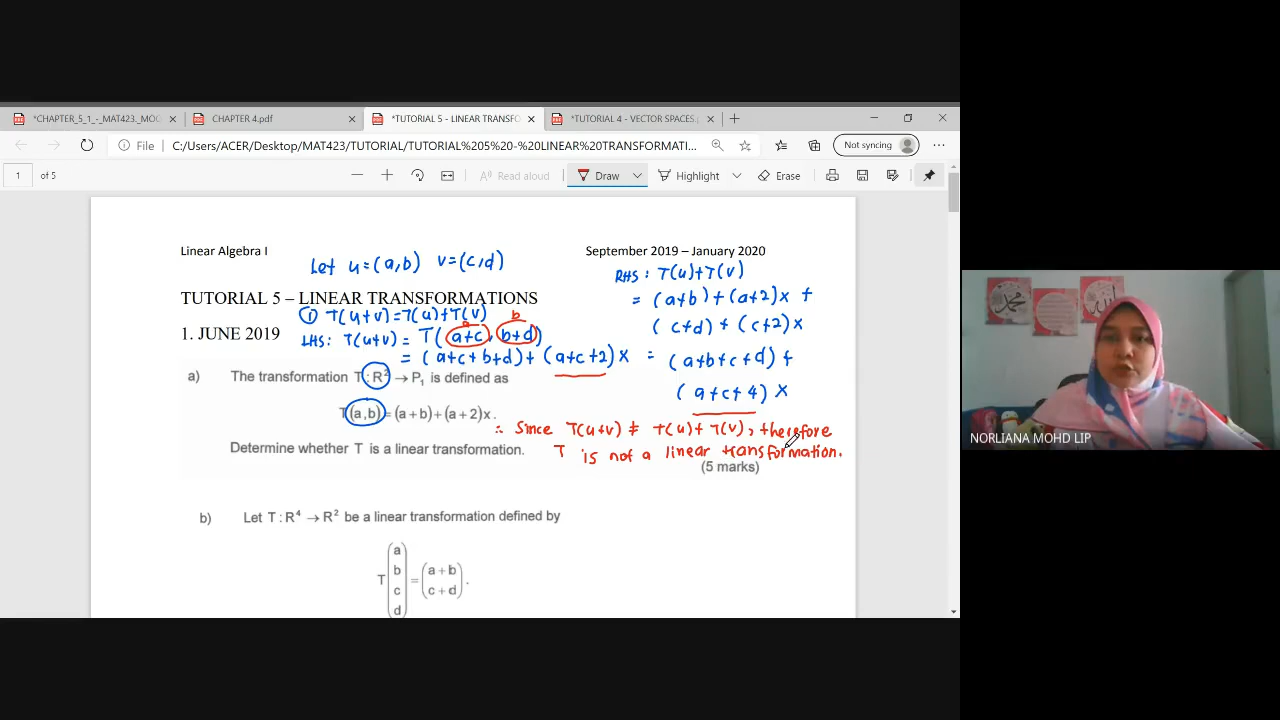 *CHAPTER_5_1_-_MAT423._MOO
CHAPTER 4.pdf
*TUTORIAL 5 - LINEAR TRANSFO
*TUTORIAL 4 - VECTOR SPACES.p
File
C:/Users/ACER/Desktop/MAT423/TUTORIAL/TUTORIAL%205%20-%20LINEAR%20TRANSFORMATI...
Not syncing
1 of 5
Read aloud
Draw
Highlight
Erase
Linear Algebra I
September 2019 – January 2020
Let u=(a,b) v=(c,d)
TUTORIAL 5 – LINEAR TRANSFORMATIONS
① T(u+v)=T(u)+T(v)
1. JUNE 2019
a b
LHS: T(u+v) = T(a+c, b+d)
= (a+c+b+d)+(a+c+2)x
RHS: T(u)+T(v)
= (a+b)+(a+2)x +
(c+d)+(c+2)x
= (a+b+c+d)+
(a+c+4)x
a) The transformation T:R² → P₁ is defined as
T(a,b)=(a+b)+(a+2)x.
∴ Since T(u+v) ≠ T(u)+T(v), therefore
T is not a linear transformation.
Determine whether T is a linear transformation.
(5 marks)
b) Let T:R⁴ → R² be a linear transformation defined by
T(a b c d) = (a+b c+d).
NORLIANA MOHD LIP